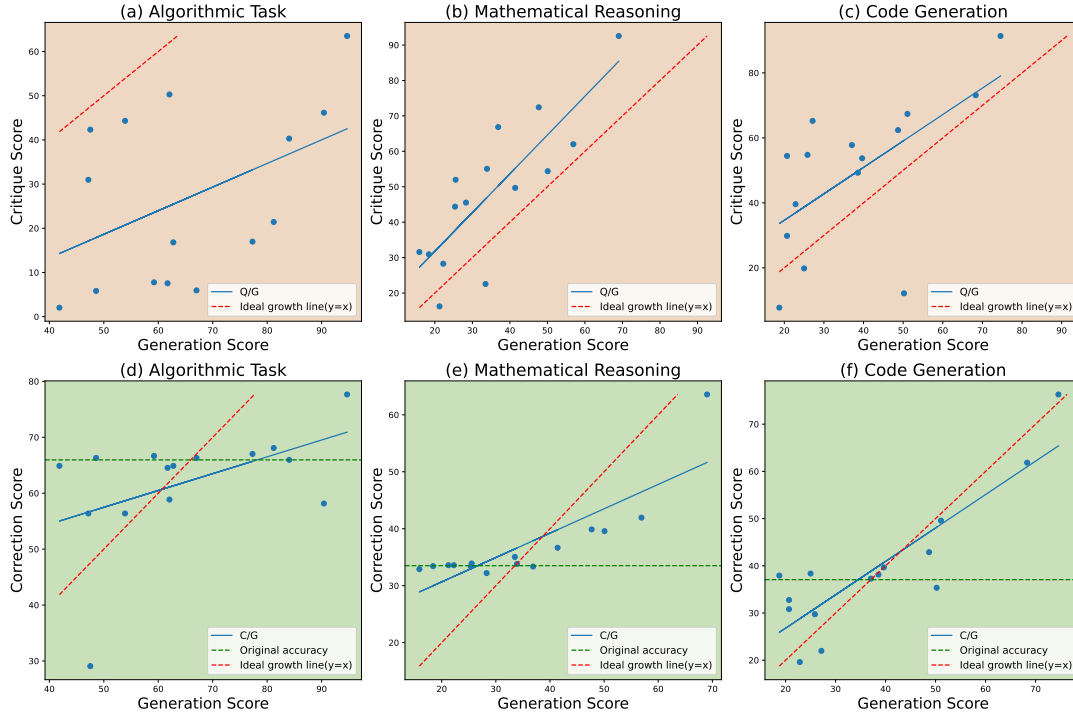 (a) Algorithmic Task
(b) Mathematical Reasoning
(c) Code Generation
Critique Score
60
50
40
30
20
10
0
40
50
60
70
80
90
Generation Score
Q/G
Ideal growth line(y=x)
Critique Score
90
80
70
60
50
40
30
20
20
30
40
50
60
70
80
90
Generation Score
Q/G
Ideal growth line(y=x)
Critique Score
80
60
40
20
20
30
40
50
60
70
80
90
Generation Score
Q/G
Ideal growth line(y=x)
(d) Algorithmic Task
(e) Mathematical Reasoning
(f) Code Generation
Correction Score
80
70
60
50
40
30
40
50
60
70
80
90
Generation Score
C/G
Original accuracy
Ideal growth line(y=x)
Correction Score
60
50
40
30
20
20
30
40
50
60
70
Generation Score
C/G
Original accuracy
Ideal growth line(y=x)
Correction Score
70
60
50
40
30
20
20
30
40
50
60
70
Generation Score
C/G
Original accuracy
Ideal growth line(y=x)